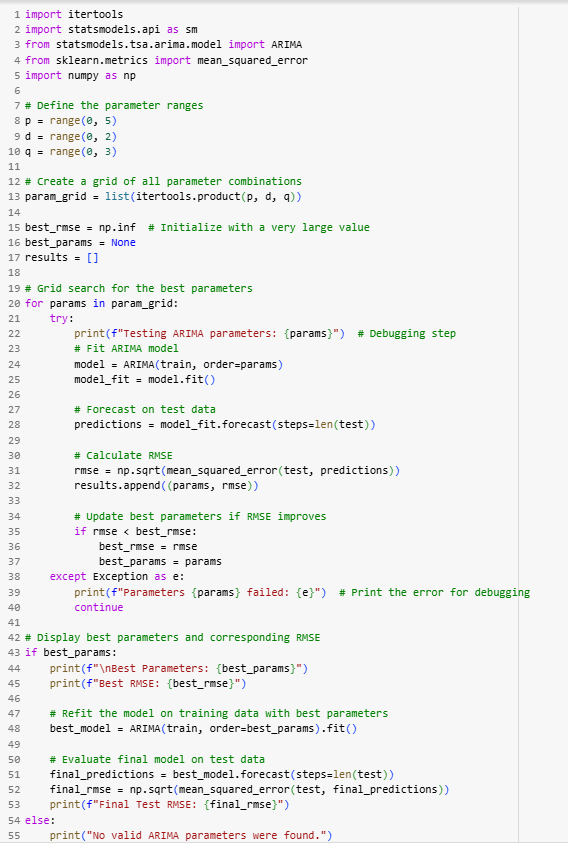 1 import itertools
2 import statsmodels.api as sm
3 from statsmodels.tsa.arima.model import ARIMA
4 from sklearn.metrics import mean_squared_error
5 import numpy as np
6
7 # Define the parameter ranges
8 p = range(0, 5)
9 d = range(0, 2)
10 q = range(0, 3)
11
12 # Create a grid of all parameter combinations
13 param_grid = list(itertools.product(p, d, q))
14
15 best_rmse = np.inf  # Initialize with a very large value
16 best_params = None
17 results = []
18
19 # Grid search for the best parameters
20 for params in param_grid:
21     try:
22         print(f"Testing ARIMA parameters: {params}")  # Debugging step
23         # Fit ARIMA model
24         model = ARIMA(train, order=params)
25         model_fit = model.fit()
26
27         # Forecast on test data
28         predictions = model_fit.forecast(steps=len(test))
29
30         # Calculate RMSE
31         rmse = np.sqrt(mean_squared_error(test, predictions))
32         results.append((params, rmse))
33
34         # Update best parameters if RMSE improves
35         if rmse < best_rmse:
36             best_rmse = rmse
37             best_params = params
38     except Exception as e:
39         print(f"Parameters {params} failed: {e}")  # Print the error for debugging
40         continue
41
42 # Display best parameters and corresponding RMSE
43 if best_params:
44     print(f"\nBest Parameters: {best_params}")
45     print(f"Best RMSE: {best_rmse}")
46
47     # Refit the model on training data with best parameters
48     best_model = ARIMA(train, order=best_params).fit()
49
50     # Evaluate final model on test data
51     final_predictions = best_model.forecast(steps=len(test))
52     final_rmse = np.sqrt(mean_squared_error(test, final_predictions))
53     print(f"Final Test RMSE: {final_rmse}")
54 else:
55     print("No valid ARIMA parameters were found.")